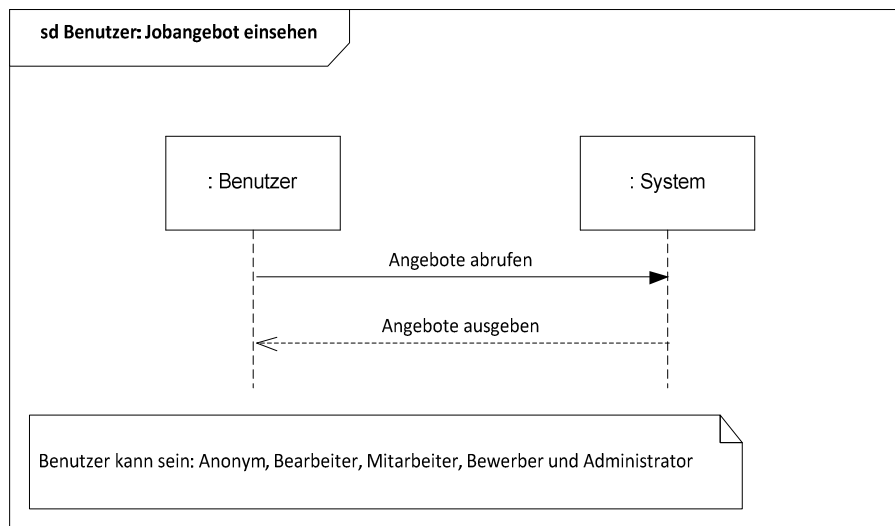 sd Benutzer: Jobangebot einsehen
: Benutzer
: System
Angebote abrufen
Angebote ausgeben
Benutzer kann sein: Anonym, Bearbeiter, Mitarbeiter, Bewerber und Administrator